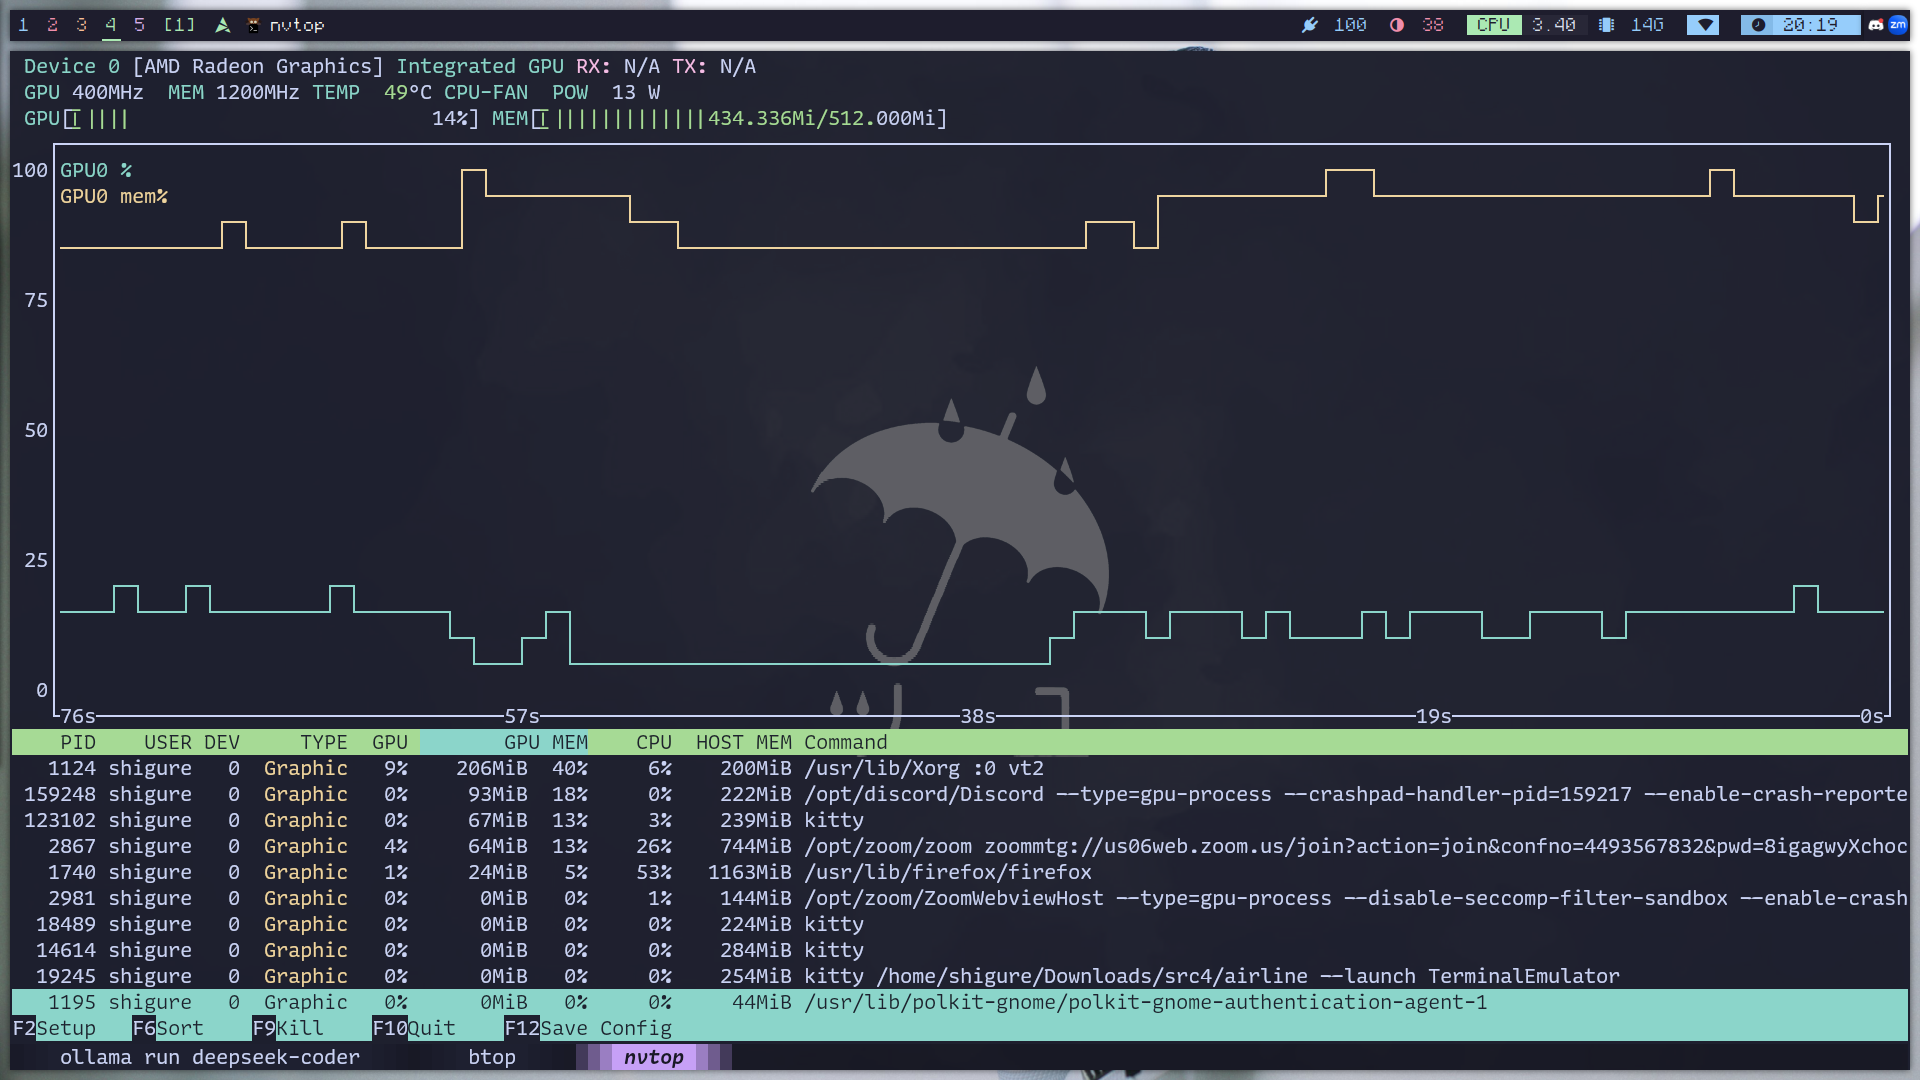 1 2 3 4 5 [1] nvtop 100 38 CPU 3.40 14G 20:19 zm
Device 0 [AMD Radeon Graphics] Integrated GPU RX: N/A TX: N/A
GPU 400MHz MEM 1200MHz TEMP 49°C CPU-FAN POW 13 W
GPU[||||| 14%] MEM[||||||||||||||434.336Mi/512.000Mi]
100 GPU0 %
GPU0 mem%
75
50
25
0
76s 57s 38s 19s 0s
PID USER DEV TYPE GPU GPU MEM CPU HOST MEM Command
1124 shigure 0 Graphic 9% 206MiB 40% 6% 200MiB /usr/lib/Xorg :0 vt2
159248 shigure 0 Graphic 0% 93MiB 18% 0% 222MiB /opt/discord/Discord --type=gpu-process --crashpad-handler-pid=159217 --enable-crash-reporte
123102 shigure 0 Graphic 0% 67MiB 13% 3% 239MiB kitty
2867 shigure 0 Graphic 4% 64MiB 13% 26% 744MiB /opt/zoom/zoom zoommtg://us06web.zoom.us/join?action=join&confno=4493567832&pwd=8igagwyXchoc
1740 shigure 0 Graphic 1% 24MiB 5% 53% 1163MiB /usr/lib/firefox/firefox
2981 shigure 0 Graphic 0% 0MiB 0% 1% 144MiB /opt/zoom/ZoomWebviewHost --type=gpu-process --disable-seccomp-filter-sandbox --enable-crash
18489 shigure 0 Graphic 0% 0MiB 0% 0% 224MiB kitty
14614 shigure 0 Graphic 0% 0MiB 0% 0% 284MiB kitty
19245 shigure 0 Graphic 0% 0MiB 0% 0% 254MiB kitty /home/shigure/Downloads/src4/airline --launch TerminalEmulator
1195 shigure 0 Graphic 0% 0MiB 0% 0% 44MiB /usr/lib/polkit-gnome/polkit-gnome-authentication-agent-1
F2Setup F6Sort F9Kill F10Quit F12Save Config
ollama run deepseek-coder btop nvtop